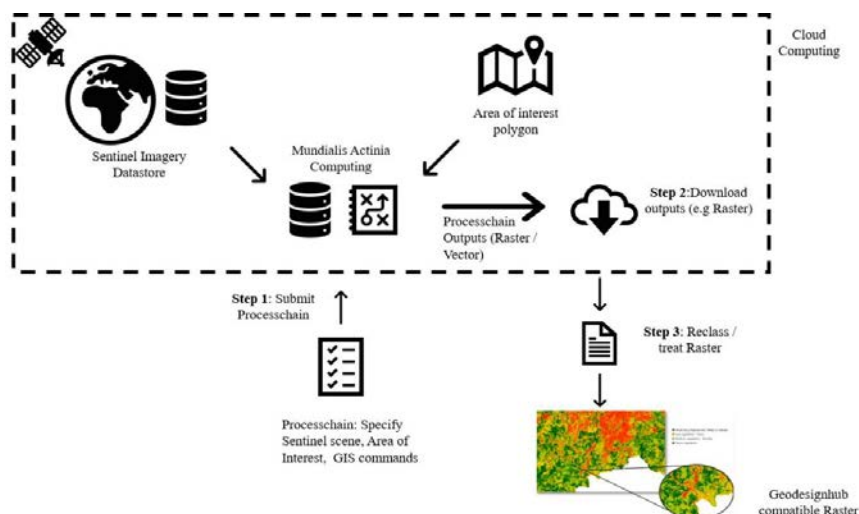 Cloud
Computing
Area of interest
polygon
Sentinel Imagery
Datastore
Mundialis Actinia
Computing
Processchain
Outputs (Raster /
Vector)
Step 2:Download
outputs (e.g Raster)
Step 1: Submit
Processchain
Step 3: Reclass /
treat Raster
Processchain: Specify
Sentinel scene, Area of
Interest, GIS commands
Geodesignhub
compatible Raster